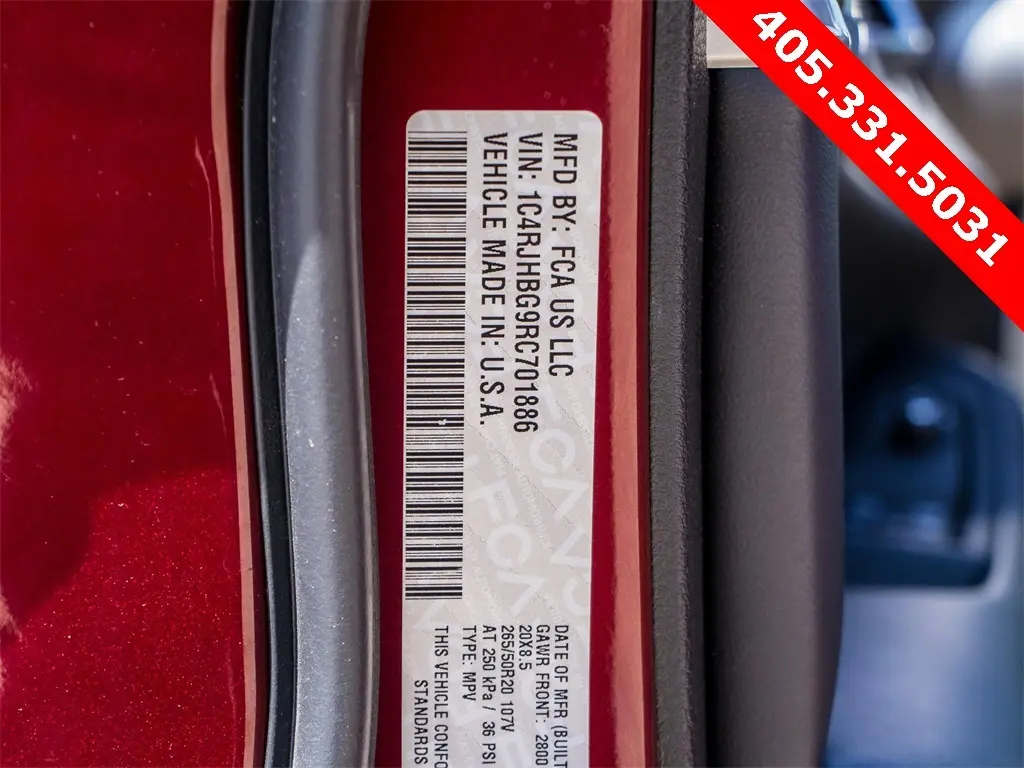 405.331.5031
MFD BY: FCA US LLC
VIN: 1C4RJHBG9RC701886
VEHICLE MADE IN: U.S.A.
DATE OF MFR (BUILT
GAWR FRONT: 2800
20X8.5
265/50R20 107V
AT 250 kPa / 36 PSI
TYPE: MPV
THIS VEHICLE CONFO
STANDARDS